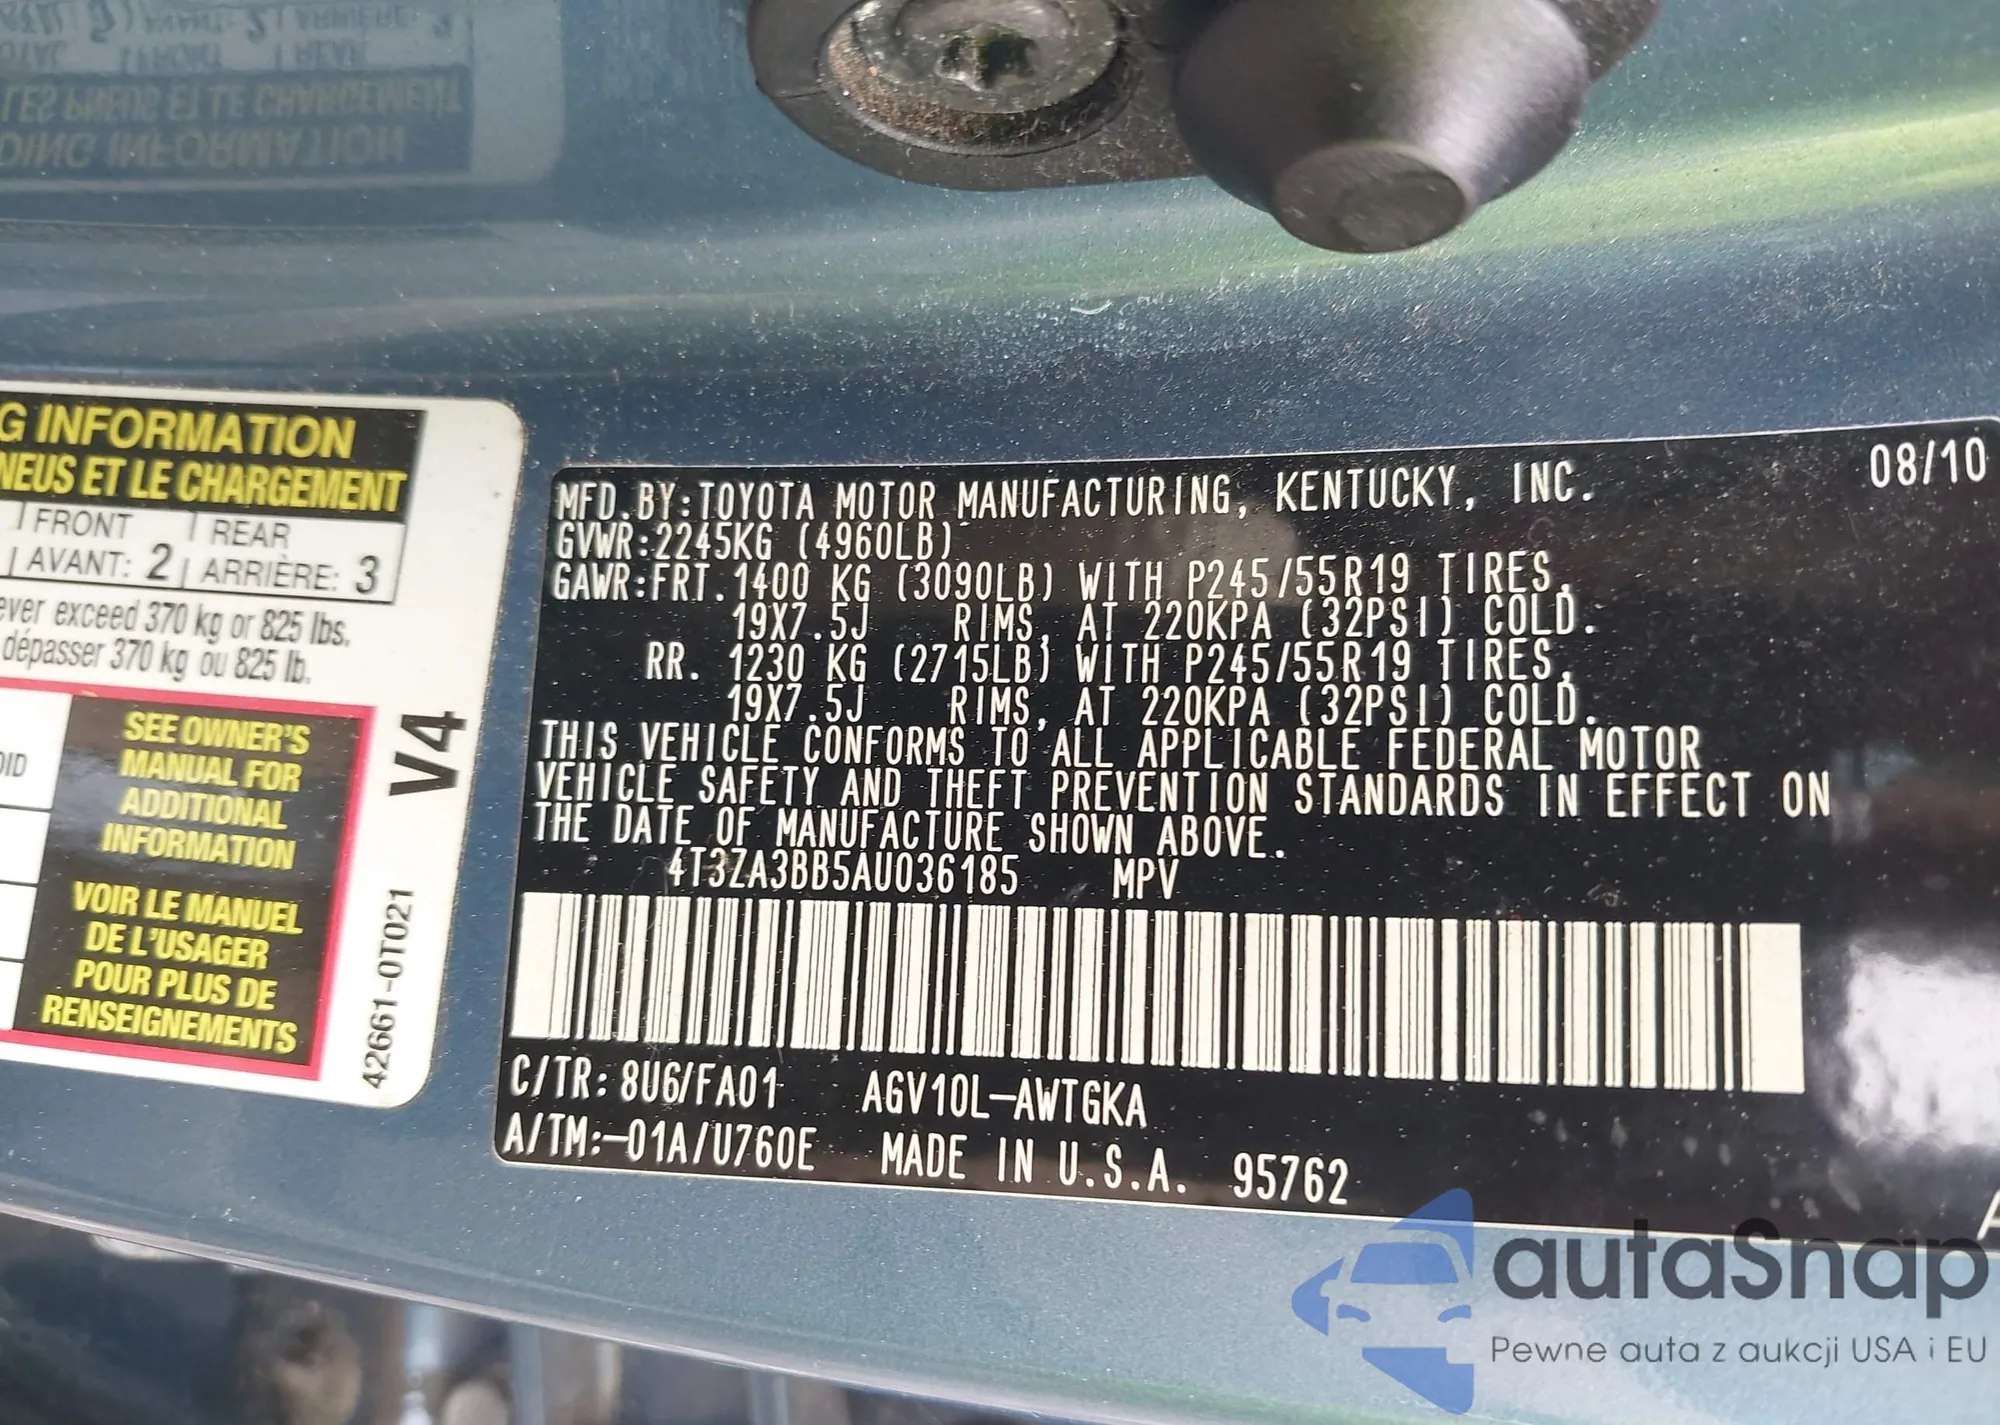 G INFORMATION
NEUS ET LE CHARGEMENT
FRONT | REAR
AVANT: 2 | ARRIÈRE: 3
ever exceed 370 kg or 825 lbs.
dépasser 370 kg ou 825 lb.
SEE OWNER'S
MANUAL FOR
ADDITIONAL
INFORMATION
VOIR LE MANUEL
DE L'USAGER
POUR PLUS DE
RENSEIGNEMENTS
V4
42661-0T021
MFD.BY:TOYOTA MOTOR MANUFACTURING, KENTUCKY, INC. 08/10
GVWR:2245KG (4960LB)
GAWR:FRT.1400 KG (3090LB) WITH P245/55R19 TIRES,
19X7.5J RIMS, AT 220KPA (32PSI) COLD.
RR. 1230 KG (2715LB) WITH P245/55R19 TIRES,
19X7.5J RIMS, AT 220KPA (32PSI) COLD.
THIS VEHICLE CONFORMS TO ALL APPLICABLE FEDERAL MOTOR
VEHICLE SAFETY AND THEFT PREVENTION STANDARDS IN EFFECT ON
THE DATE OF MANUFACTURE SHOWN ABOVE.
4T3ZA3BB5AU036185 MPV
C/TR: 8U6/FA01 AGV10L-AWTGKA
A/TM:-01A/U760E MADE IN U.S.A. 95762
autaSnap
Pewne auta z aukcji USA i EU